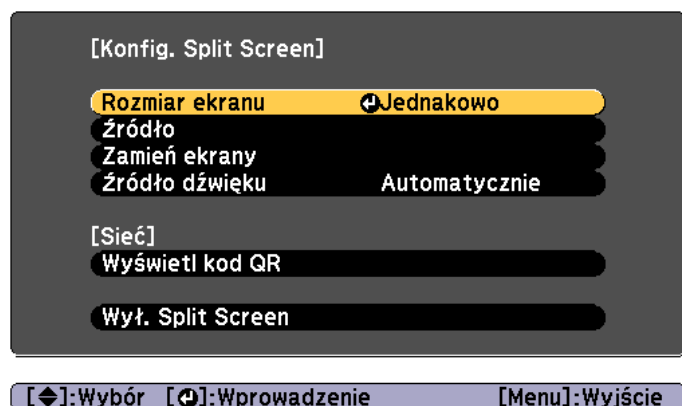 [Konfig. Split Screen]
Rozmiar ekranu Jednakowo
Źródło
Zamień ekrany
Źródło dźwięku Automatycznie
[Sieć]
Wyświetl kod QR
Wył. Split Screen
[◆]:Wybór [↵]:Wprowadzenie [Menu]:Wyjście